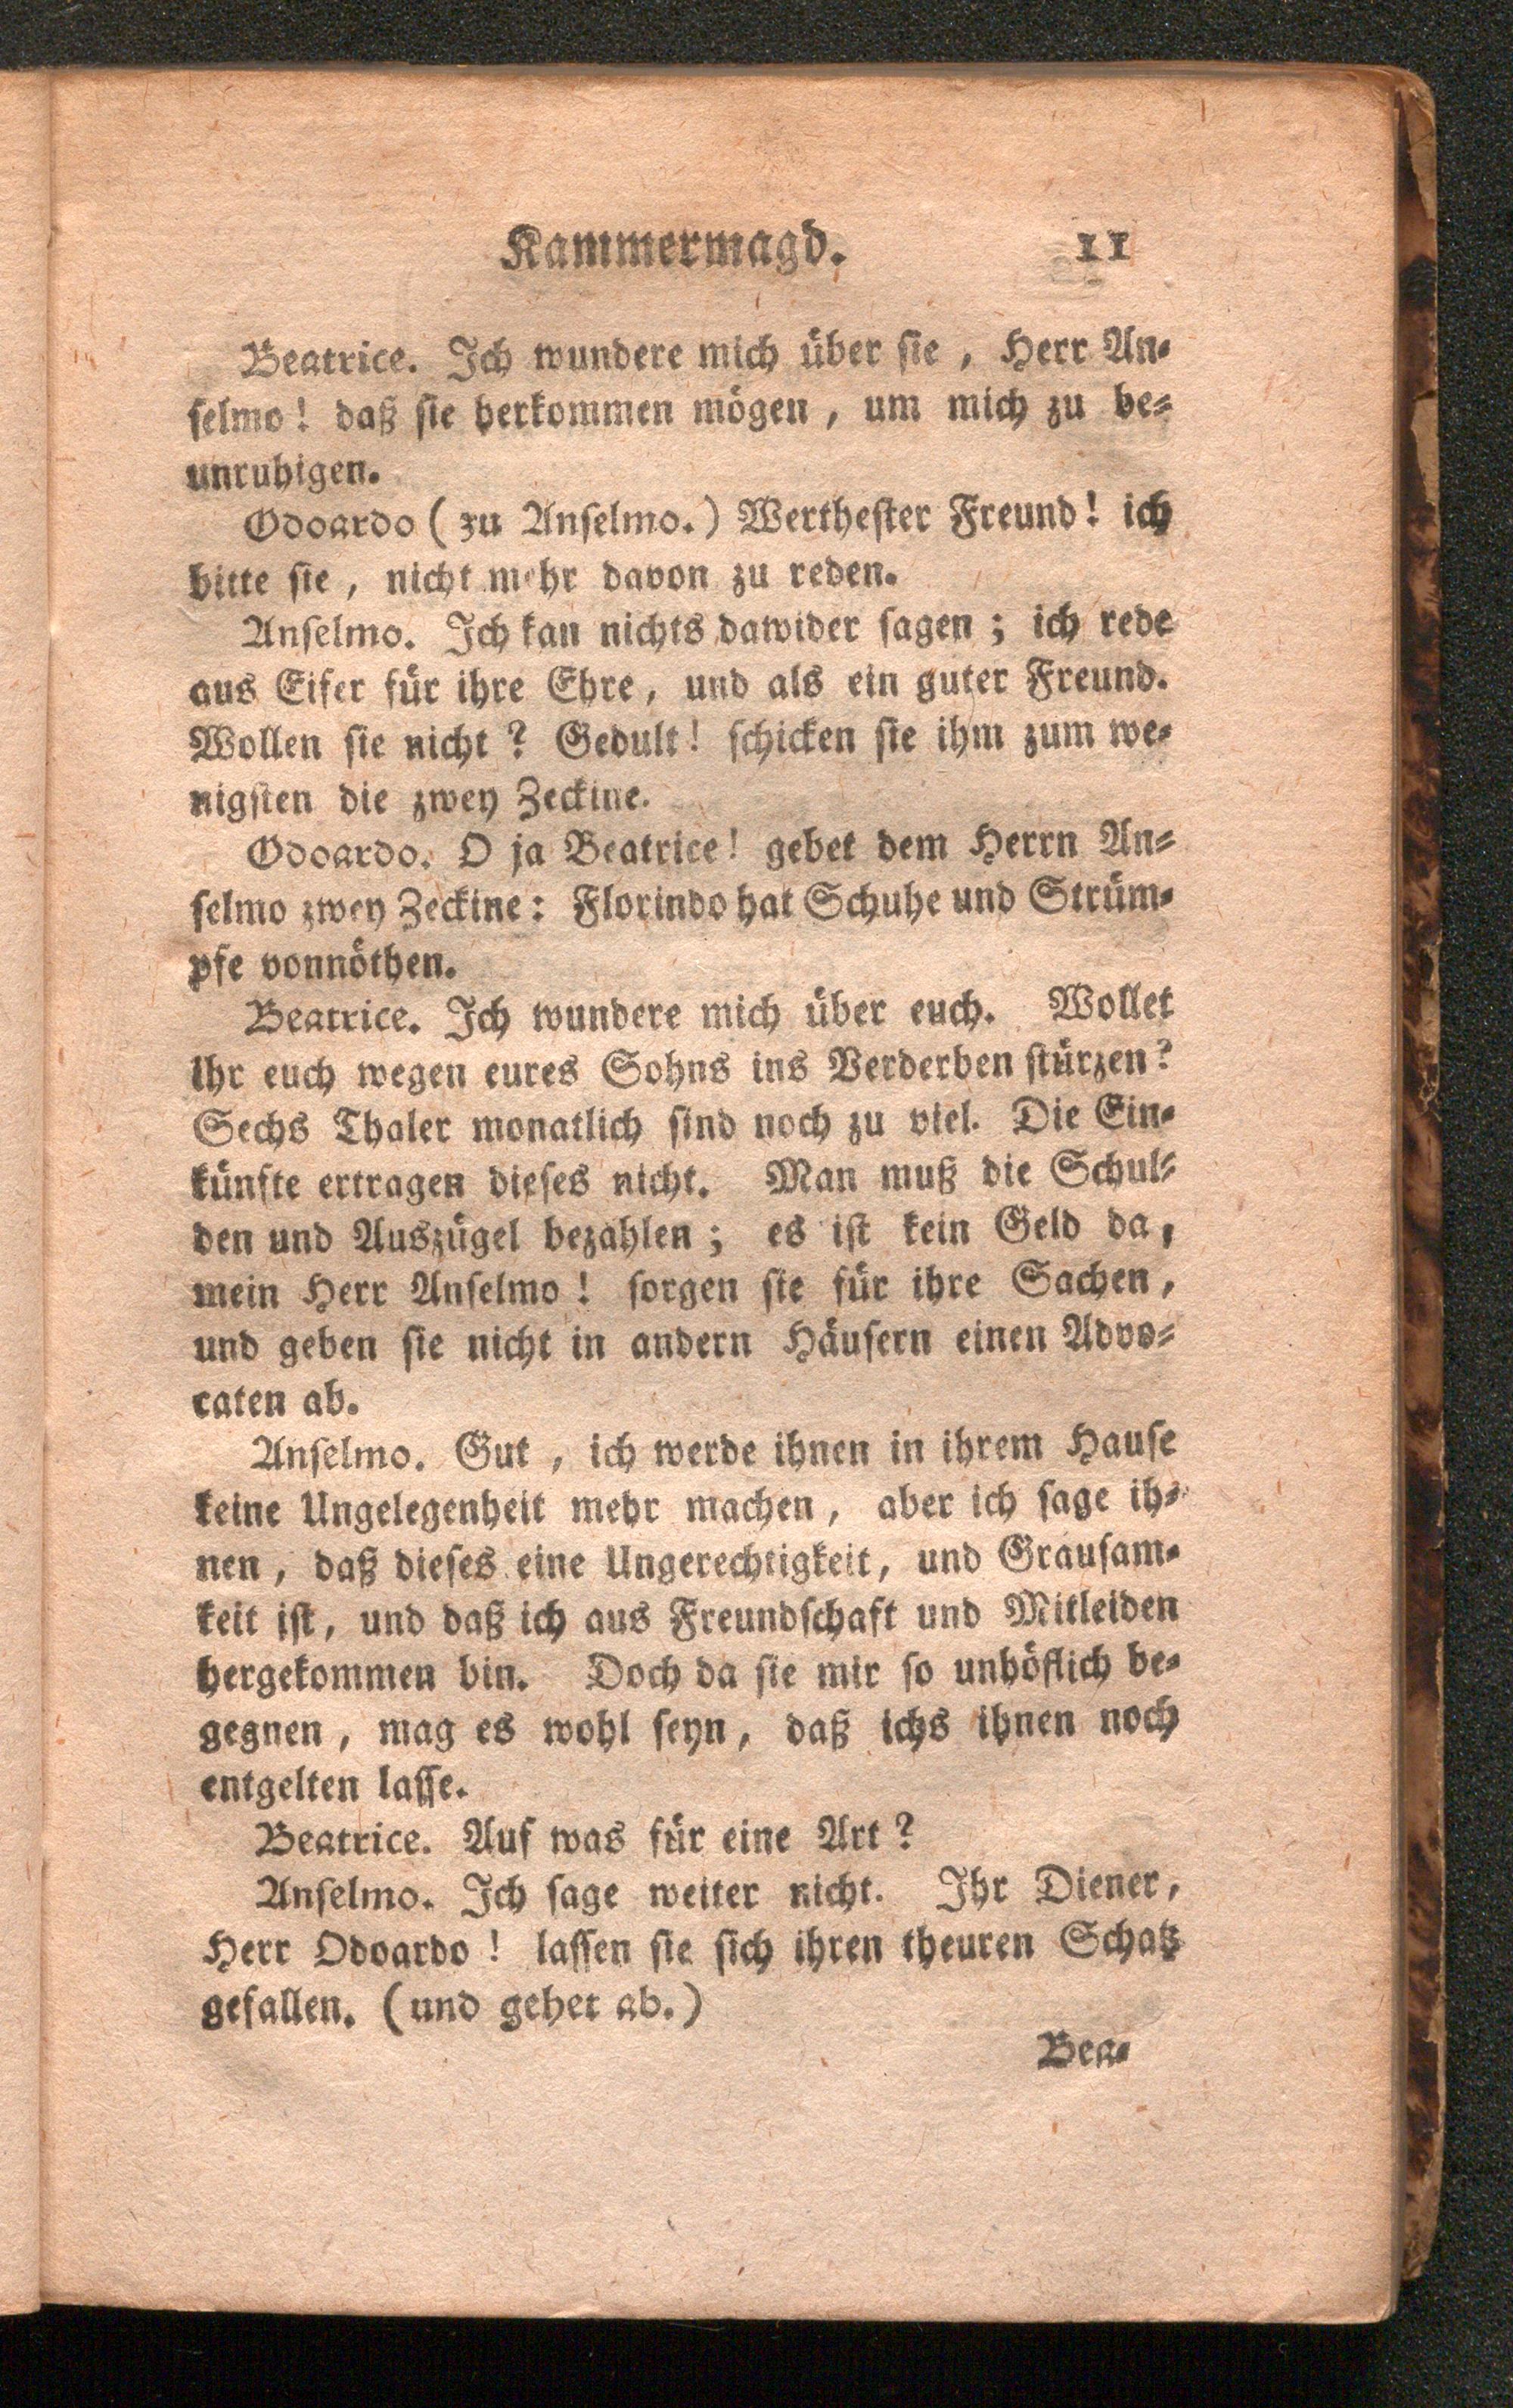 Kammermagd. 11
Beatrice. Ich wundere mich über sie, Herr An-
selmo! daß sie herkommen mögen, um mich zu be-
unruhigen.
Odoardo (zu Anselmo.) Werthester Freund! ich
bitte sie, nicht mehr davon zu reden.
Anselmo. Ich kan nichts dawider sagen; ich rede
aus Eifer für ihre Ehre, und als ein guter Freund.
Wollen sie nicht? Gedult! schicken sie ihm zum we-
nigsten die zwey Zeckine.
Odoardo. O ja Beatrice! gebet dem Herrn An-
selmo zwey Zeckine: Florindo hat Schuhe und Strüm-
pfe vonnöthen.
Beatrice. Ich wundere mich über euch. Wollet
Ihr euch wegen eures Sohns ins Verderben stürzen?
Sechs Thaler monatlich sind noch zu viel. Die Ein-
künfte ertragen dieses nicht. Man muß die Schul-
den und Auszügel bezahlen; es ist kein Geld da,
mein Herr Anselmo! sorgen sie für ihre Sachen,
und geben sie nicht in andern Häusern einen Advo-
caten ab.
Anselmo. Gut, ich werde ihnen in ihrem Hause
keine Ungelegenheit mehr machen, aber ich sage ih-
nen, daß dieses eine Ungerechtigkeit, und Grausam-
keit ist, und daß ich aus Freundschaft und Mitleiden
hergekommen bin. Doch da sie mir so unhöflich be-
gegnen, mag es wohl seyn, daß ichs ihnen noch
entgelten lasse.
Beatrice. Auf was für eine Art?
Anselmo. Ich sage weiter nicht. Ihr Diener,
Herr Odoardo! lassen sie sich ihren theuren Schatz
gefallen. (und gehet ab.)
Bea-